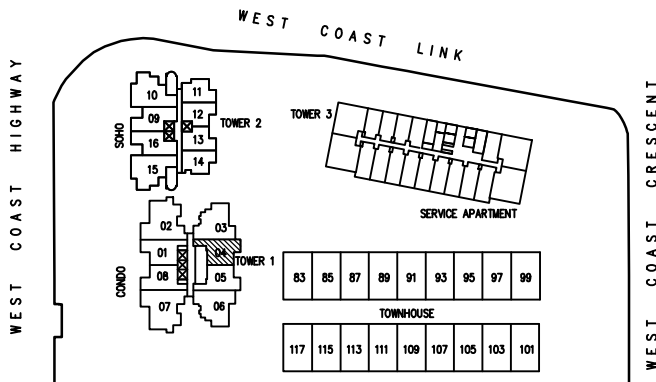 WEST COAST LINK
WEST COAST HIGHWAY
WEST COAST CRESCENT
10
11
09
12
TOWER 2
SOHO
16
13
15
14
TOWER 3
SERVICE APARTMENT
02
03
01
04
TOWER 1
08
05
CONDO
07
06
83 85 87 89 91 93 95 97 99
TOWNHOUSE
117 115 113 111 109 107 105 103 101